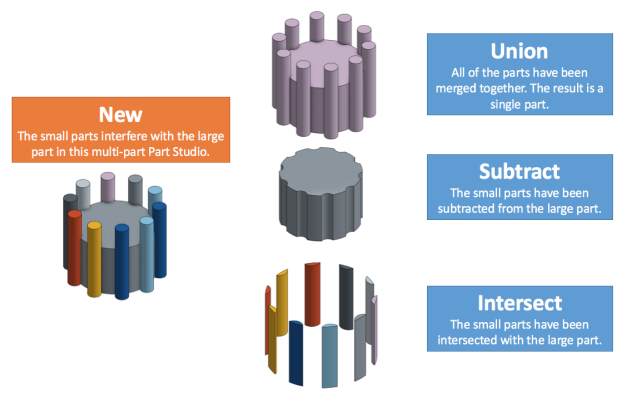 New
The small parts interfere with the large
part in this multi-part Part Studio.
Union
All of the parts have been
merged together. The result is a
single part.
Subtract
The small parts have been
subtracted from the large part.
Intersect
The small parts have been
intersected with the large part.